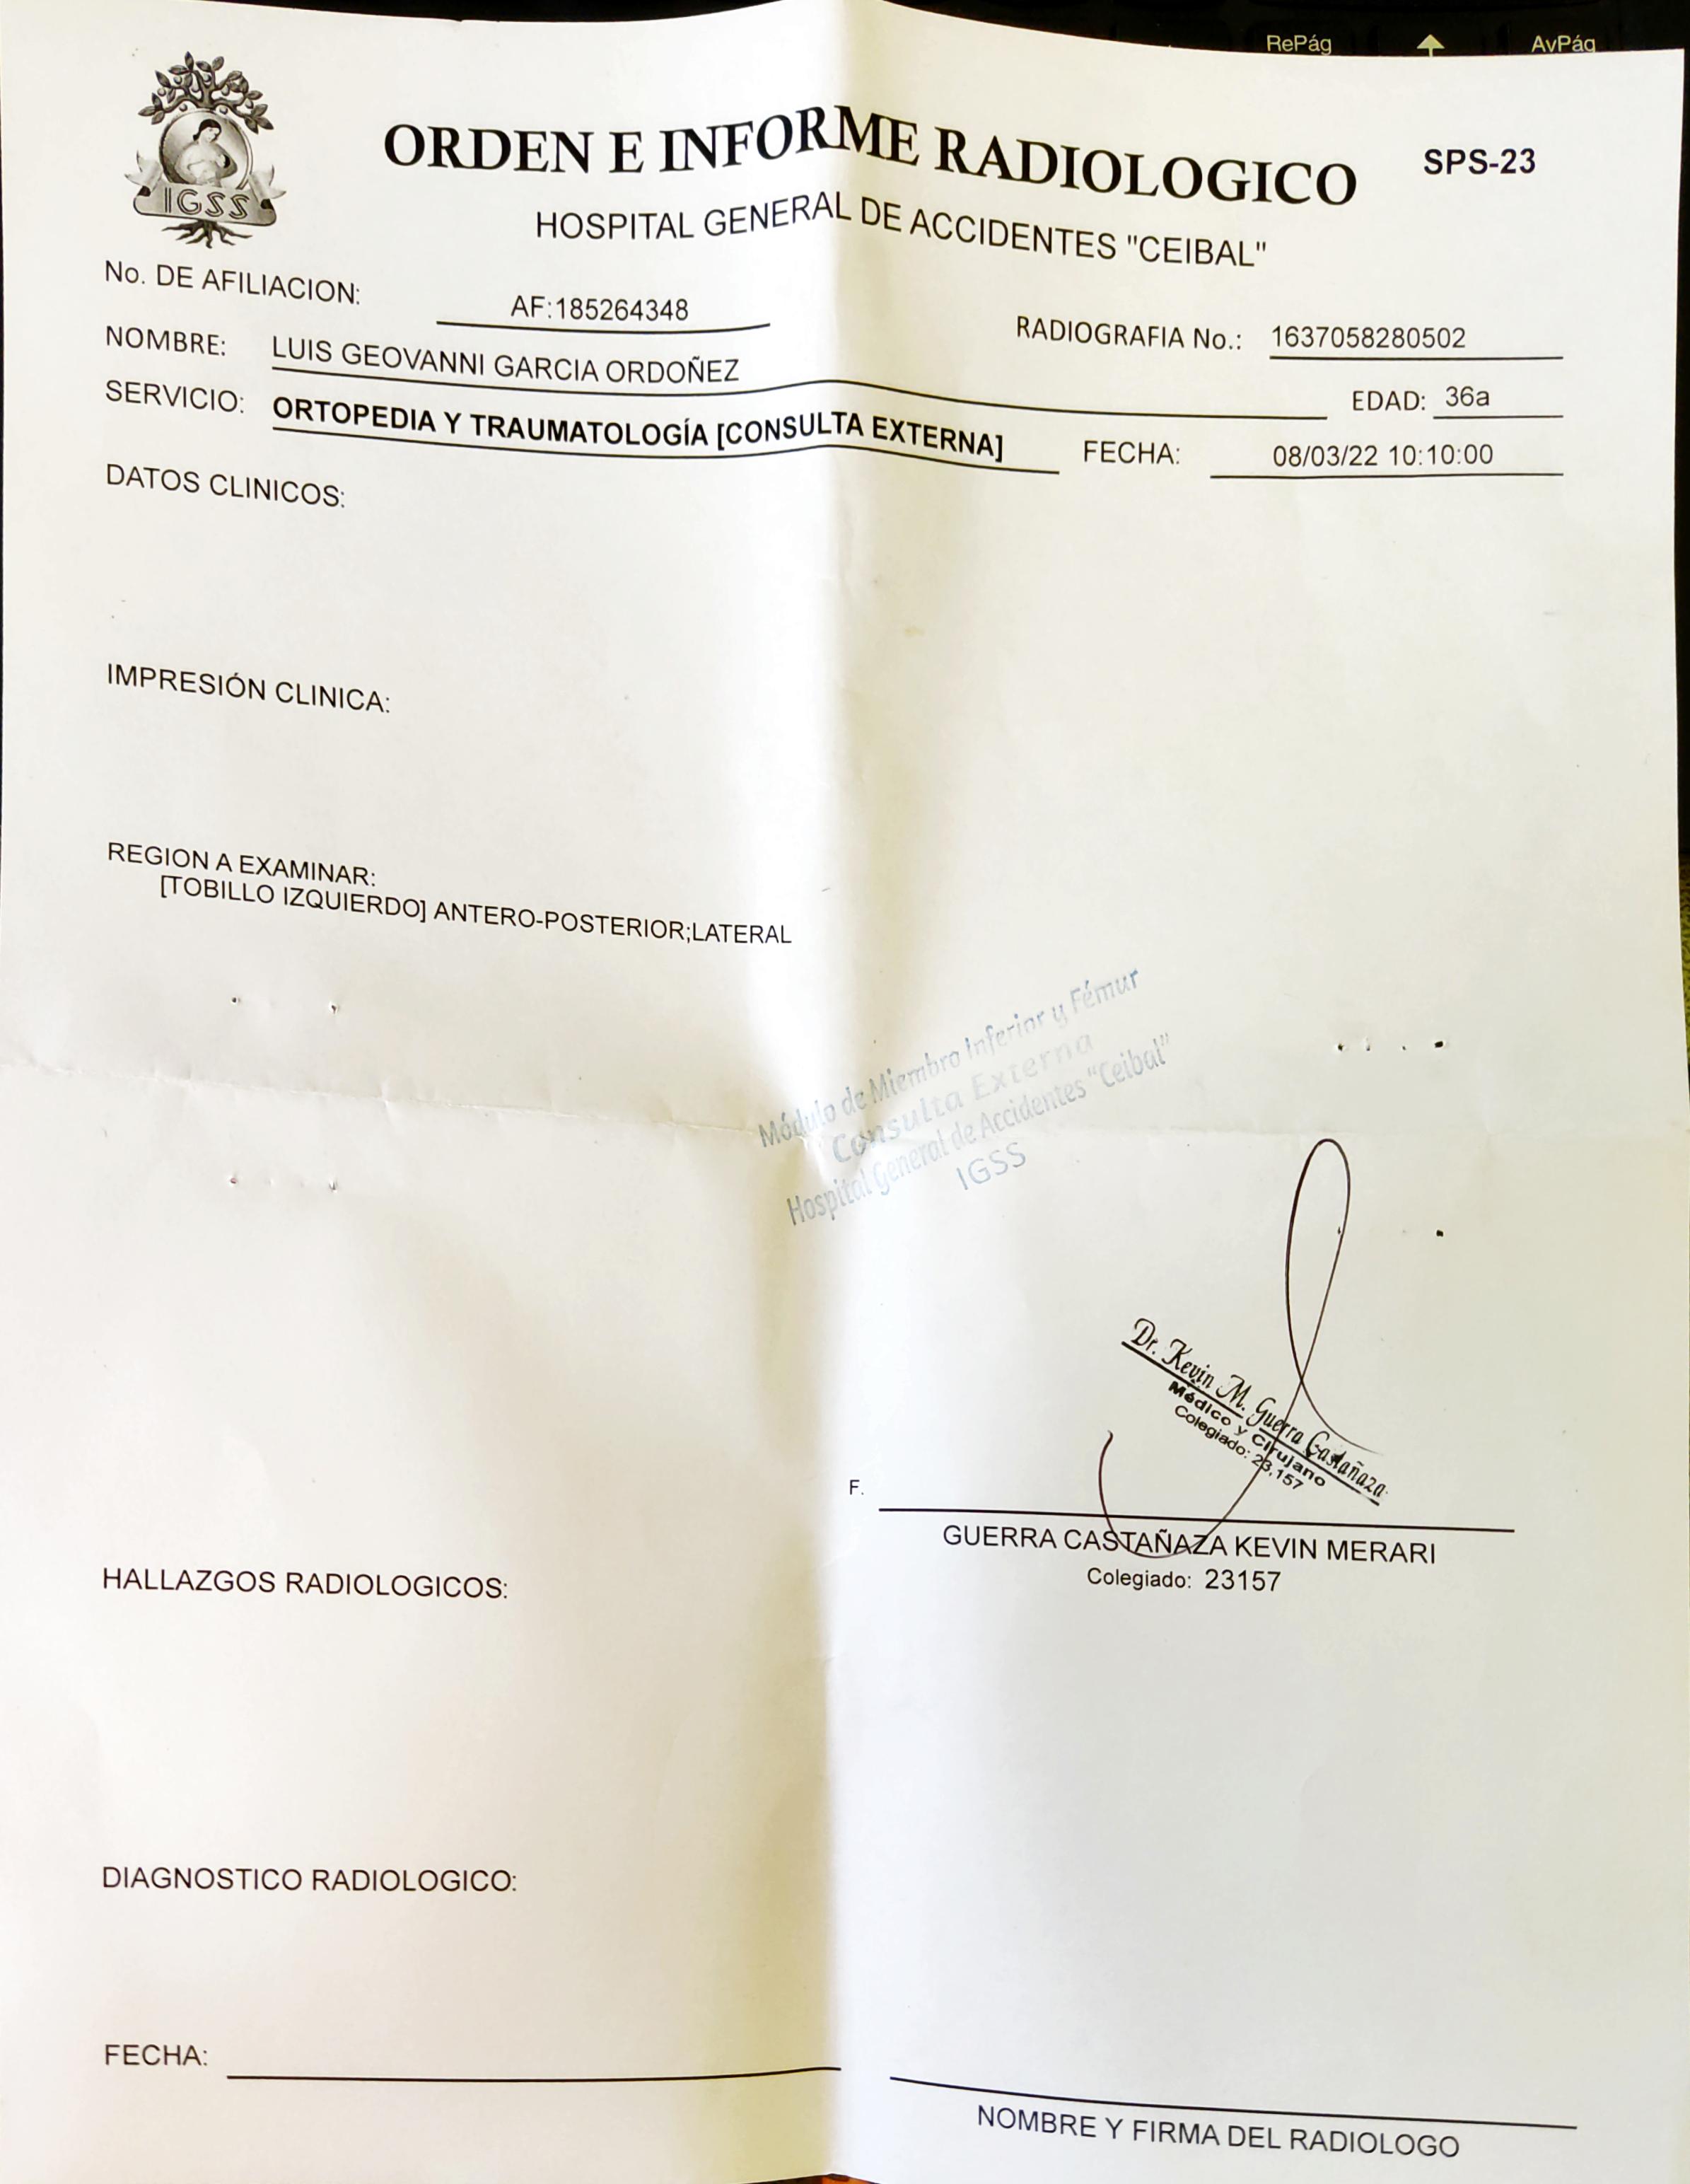 RePág AvPág
IGSS
ORDEN E INFORME RADIOLOGICO
SPS-23
HOSPITAL GENERAL DE ACCIDENTES "CEIBAL"
No. DE AFILIACION: AF:185264348
RADIOGRAFIA No.: 1637058280502
NOMBRE: LUIS GEOVANNI GARCIA ORDOÑEZ
EDAD: 36a
SERVICIO: ORTOPEDIA Y TRAUMATOLOGÍA [CONSULTA EXTERNA]
FECHA: 08/03/22 10:10:00
DATOS CLINICOS:
IMPRESIÓN CLINICA:
REGION A EXAMINAR:
[TOBILLO IZQUIERDO] ANTERO-POSTERIOR;LATERAL
Módulo de Miembro Inferior y Fémur
Consulta Externa
Hospital General de Accidentes "Ceibal"
IGSS
Dr. Kevin M. Guerra Castañaza
Médico y Cirujano
Colegiado: 23,157
F.
GUERRA CASTAÑAZA KEVIN MERARI
Colegiado: 23157
HALLAZGOS RADIOLOGICOS:
DIAGNOSTICO RADIOLOGICO:
FECHA:
NOMBRE Y FIRMA DEL RADIOLOGO